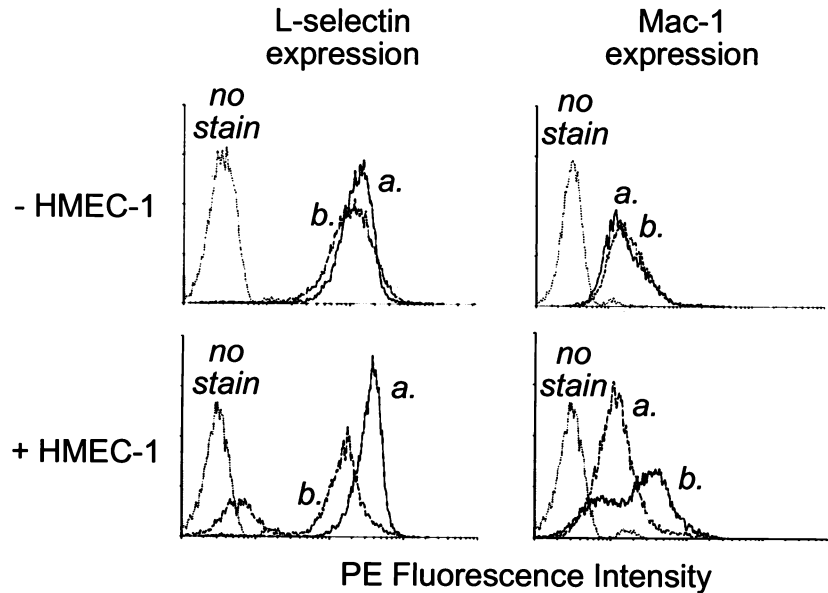 L-selectin
expression
Mac-1
expression
- HMEC-1
no
stain
a.
b.
no
stain
a.
b.
+ HMEC-1
no
stain
a.
b.
no
stain
a.
b.
PE Fluorescence Intensity